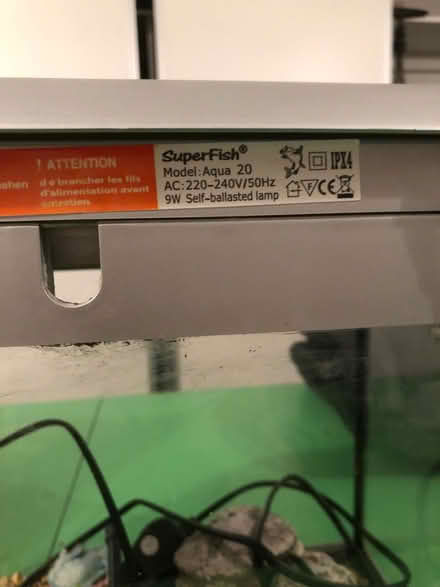 ! ATTENTION
d é brancher les fils
d'alimentation avant
entretien
SuperFish®
Model: Aqua 20
AC:220-240V/50Hz
9W Self-ballasted lamp
IPX4
CE